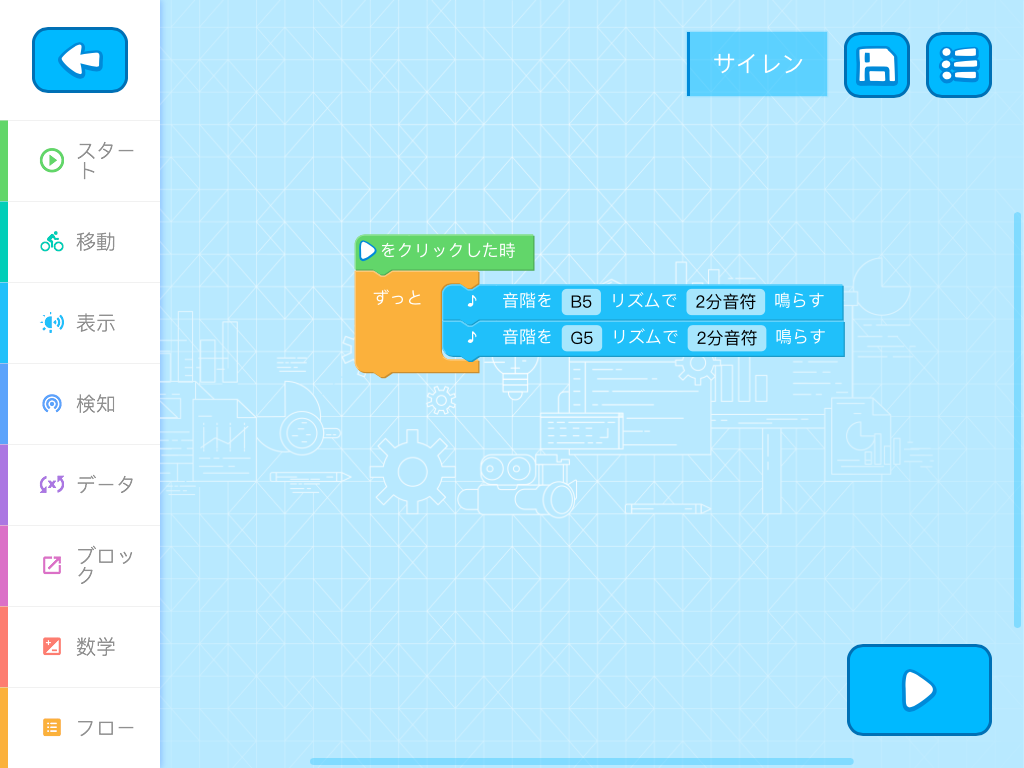 サイレン
スター
ト
移動
表示
検知
データ
ブロッ
ク
数学
フロー
をクリックした時
ずっと
音階を B5 リズムで 2分音符 鳴らす
音階を G5 リズムで 2分音符 鳴らす